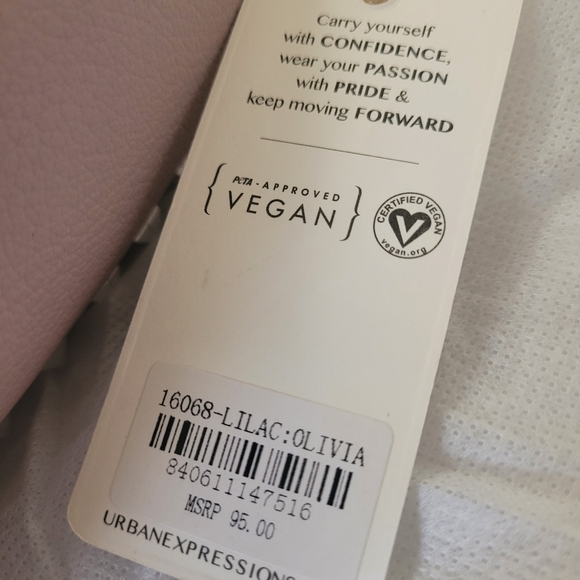 Carry yourself
with CONFIDENCE,
wear your PASSION
with PRIDE &
keep moving FORWARD
PETA-APPROVED
VEGAN
CERTIFIED VEGAN
V
vegan.org
16068-LILAC:OLIVIA
840611147516
MSRP 95.00
URBANEXPRESSIONS